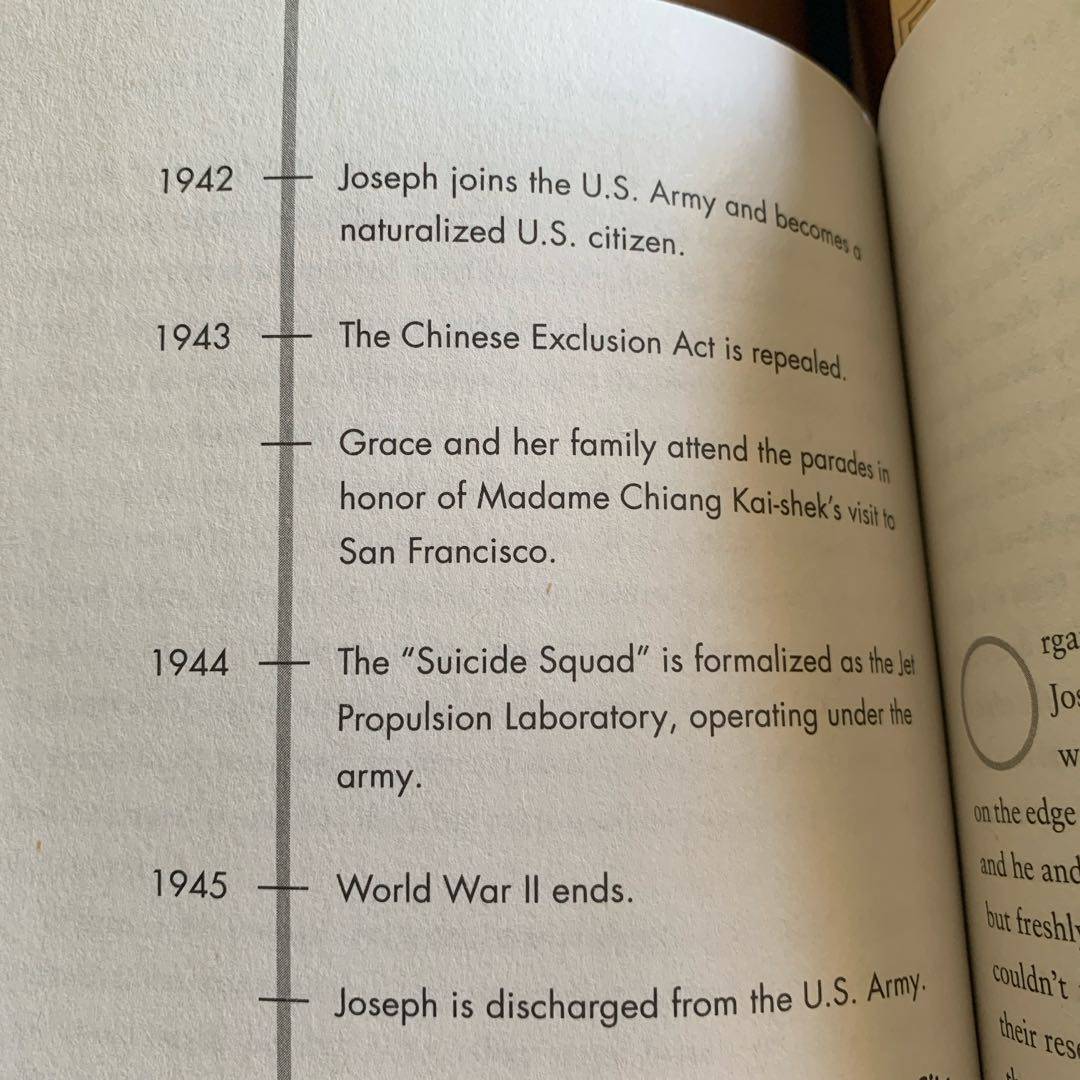 1942 Joseph joins the U.S. Army and becomes a
naturalized U.S. citizen.
1943 The Chinese Exclusion Act is repealed.
Grace and her family attend the parades in
honor of Madame Chiang Kai-shek's visit to
San Francisco.
1944 The “Suicide Squad” is formalized as the Jet
Propulsion Laboratory, operating under the
army.
1945 World War II ends.
Joseph is discharged from the U.S. Army.
Orga
Jos
w
on the edge
and he and
but freshly
couldn't
their rese